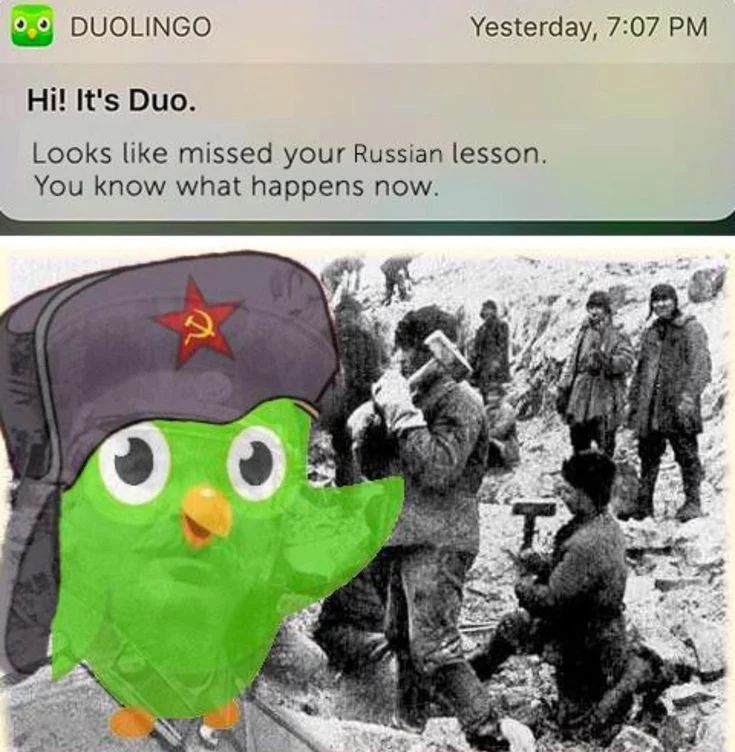 DUOLINGO
Yesterday, 7:07 PM
Hi! It's Duo.
Looks like missed your Russian lesson.
You know what happens now.